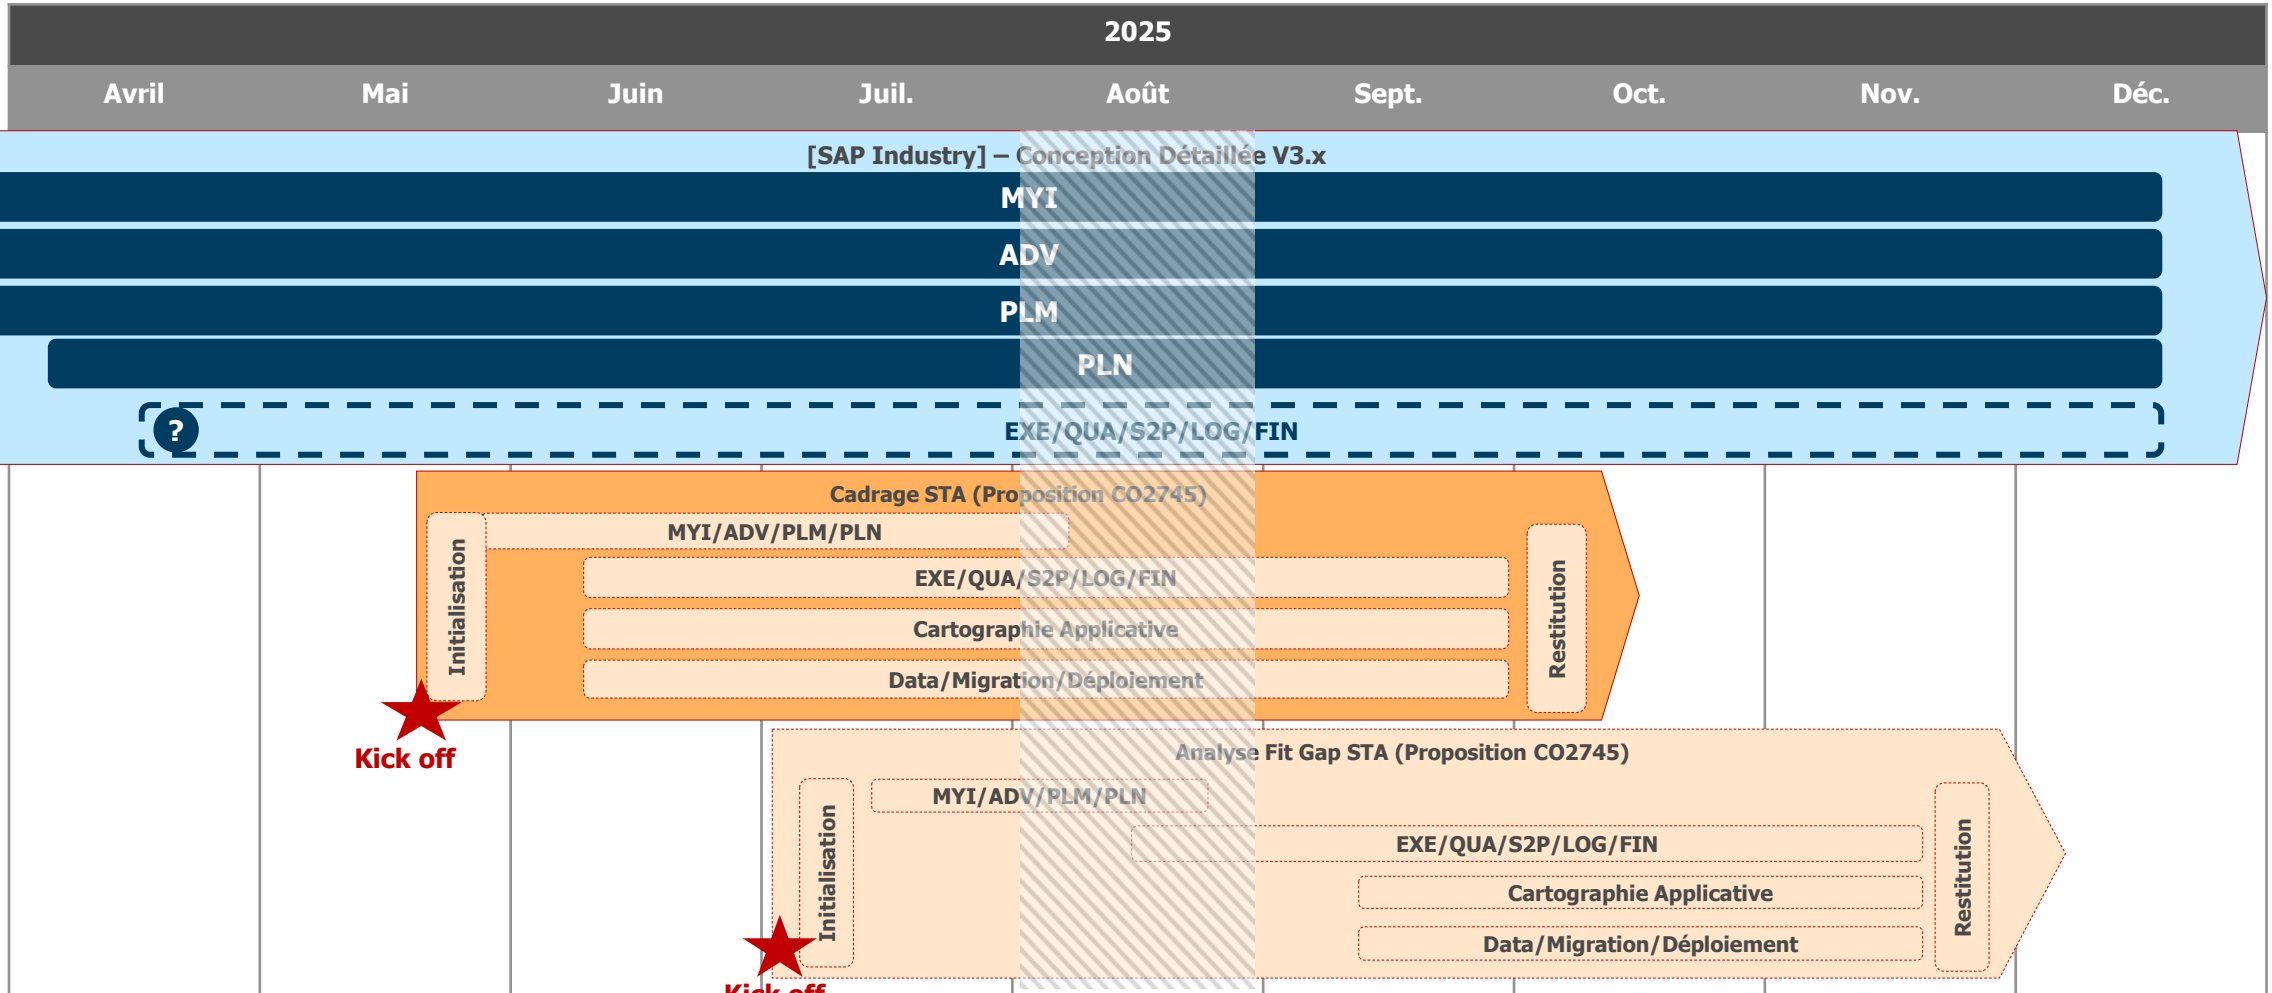 2025
Avril Mai Juin Juil. Août Sept. Oct. Nov. Déc.
[SAP Industry] – Conception Détaillée V3.x
MYI
ADV
PLM
PLN
?
EXE/QUA/S2P/LOG/FIN
Cadrage STA (Proposition CO2745)
MYI/ADV/PLM/PLN
Initialisation
EXE/QUA/S2P/LOG/FIN
Cartographie Applicative
Data/Migration/Déploiement
Restitution
Kick off
Analyse Fit Gap STA (Proposition CO2745)
MYI/ADV/PLM/PLN
Initialisation
EXE/QUA/S2P/LOG/FIN
Cartographie Applicative
Data/Migration/Déploiement
Restitution
Kick off